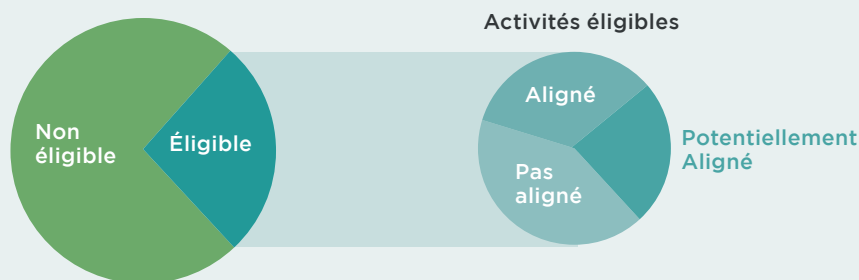 Activités éligibles
Non
éligible
Éligible
Aligné
Pas
aligné
Potentiellement
Aligné